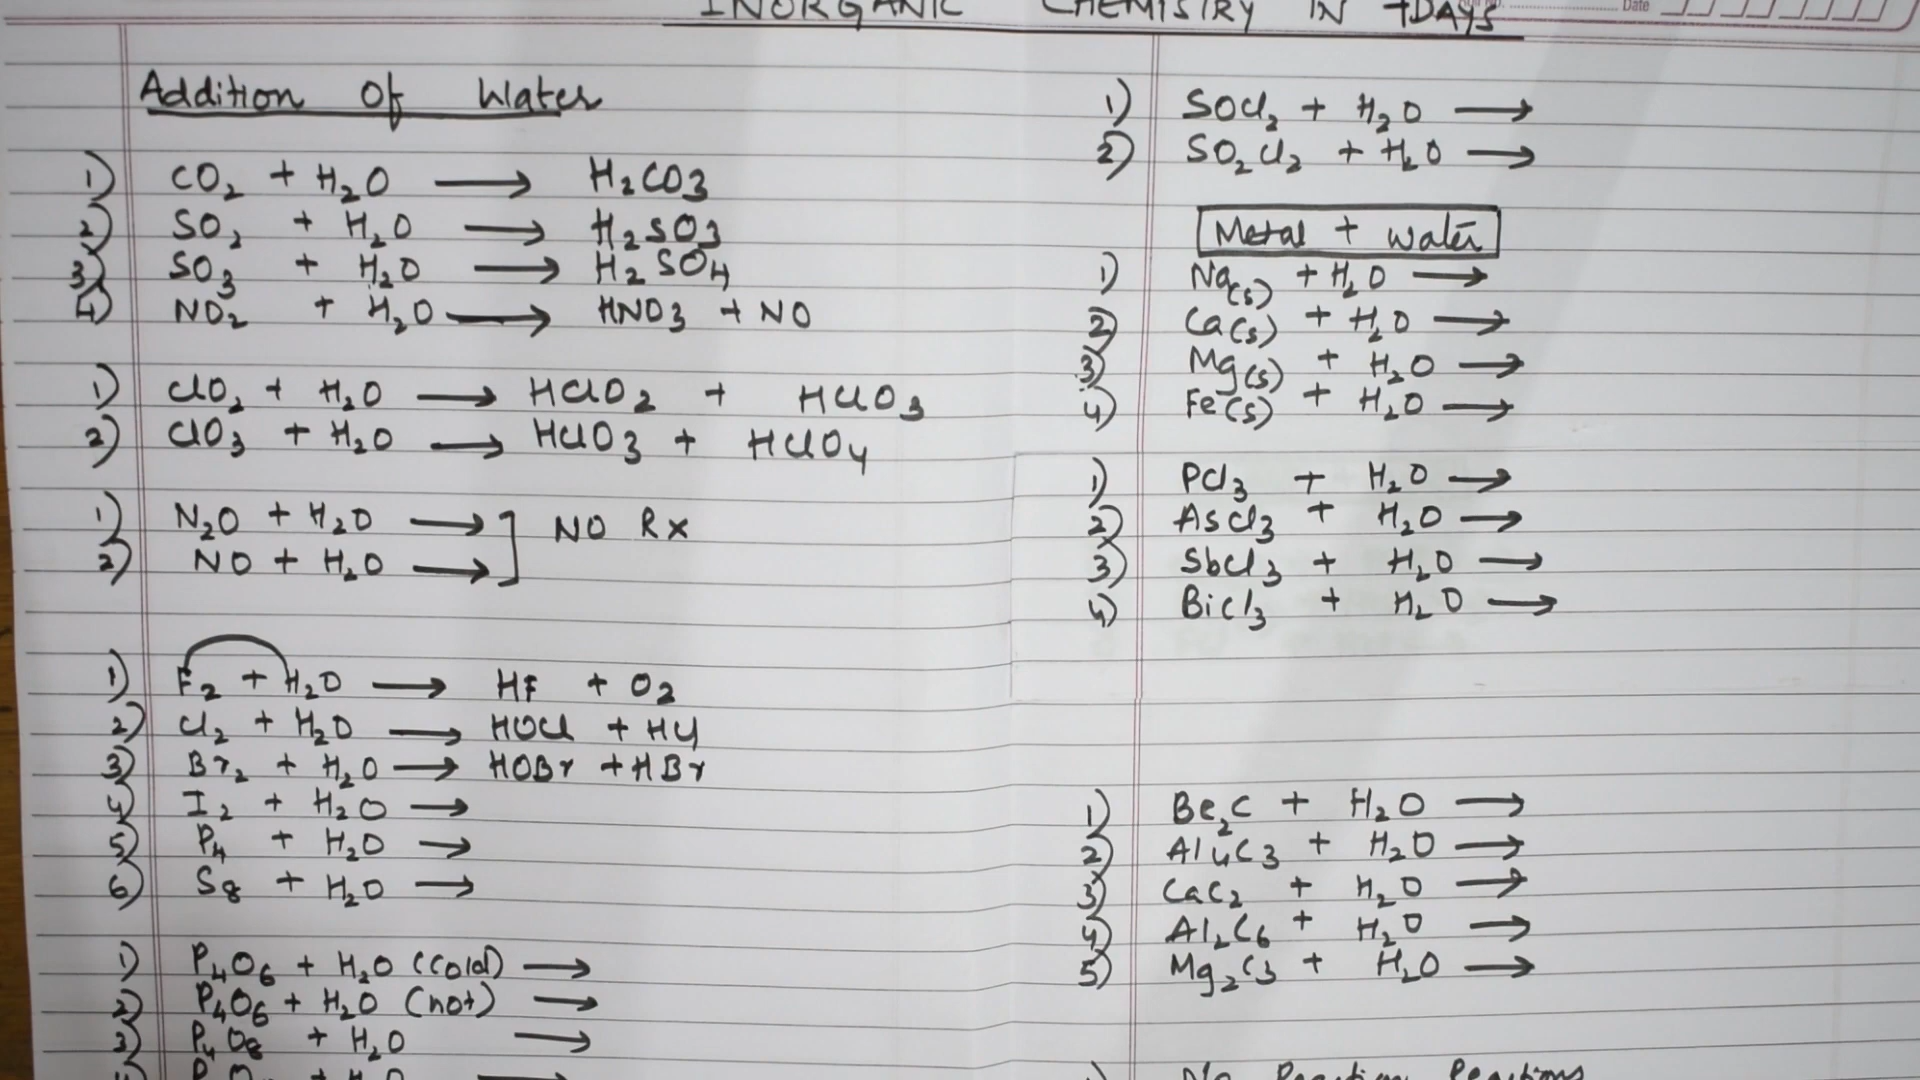 INORGANIC CHEMISTRY IN 7DAYS
Date
Addition Of Water
1) CO₂ + H₂O ⟶ H₂CO3
2) SO₂ + H₂O ⟶ H₂SO3
3) SO₃ + H₂O ⟶ H₂SO4
4) NO₂ + H₂O ⟶ HNO3 + NO
1) ClO₂ + H₂O ⟶ HClO₂ + HClO₃
2) ClO₃ + H₂O ⟶ HClO₃ + HClO₄
1) N₂O + H₂O ⟶ ] NO Rx
2) NO + H₂O ⟶
1) F₂ + H₂O ⟶ HF + O₂
2) Cl₂ + H₂O ⟶ HOCl + HCl
3) Br₂ + H₂O ⟶ HOBr + HBr
4) I₂ + H₂O ⟶
5) P₄ + H₂O ⟶
6) S₈ + H₂O ⟶
1) P₄O₆ + H₂O (cold) ⟶
2) P₄O₆ + H₂O (hot) ⟶
3) P₄O₈ + H₂O ⟶
1) SOCl₂ + H₂O ⟶
2) SO₂Cl₂ + H₂O ⟶
Metal + water
1) Na(s) + H₂O ⟶
2) Ca(s) + H₂O ⟶
3) Mg(s) + H₂O ⟶
4) Fe(s) + H₂O ⟶
1) PCl₃ + H₂O ⟶
2) AsCl₃ + H₂O ⟶
3) SbCl₃ + H₂O ⟶
4) BiCl₃ + H₂O ⟶
1) Be₂C + H₂O ⟶
2) Al₄C₃ + H₂O ⟶
3) CaC₂ + H₂O ⟶
4) Al₂C₆ + H₂O ⟶
5) Mg₂C₃ + H₂O ⟶
No Reaction Reactions